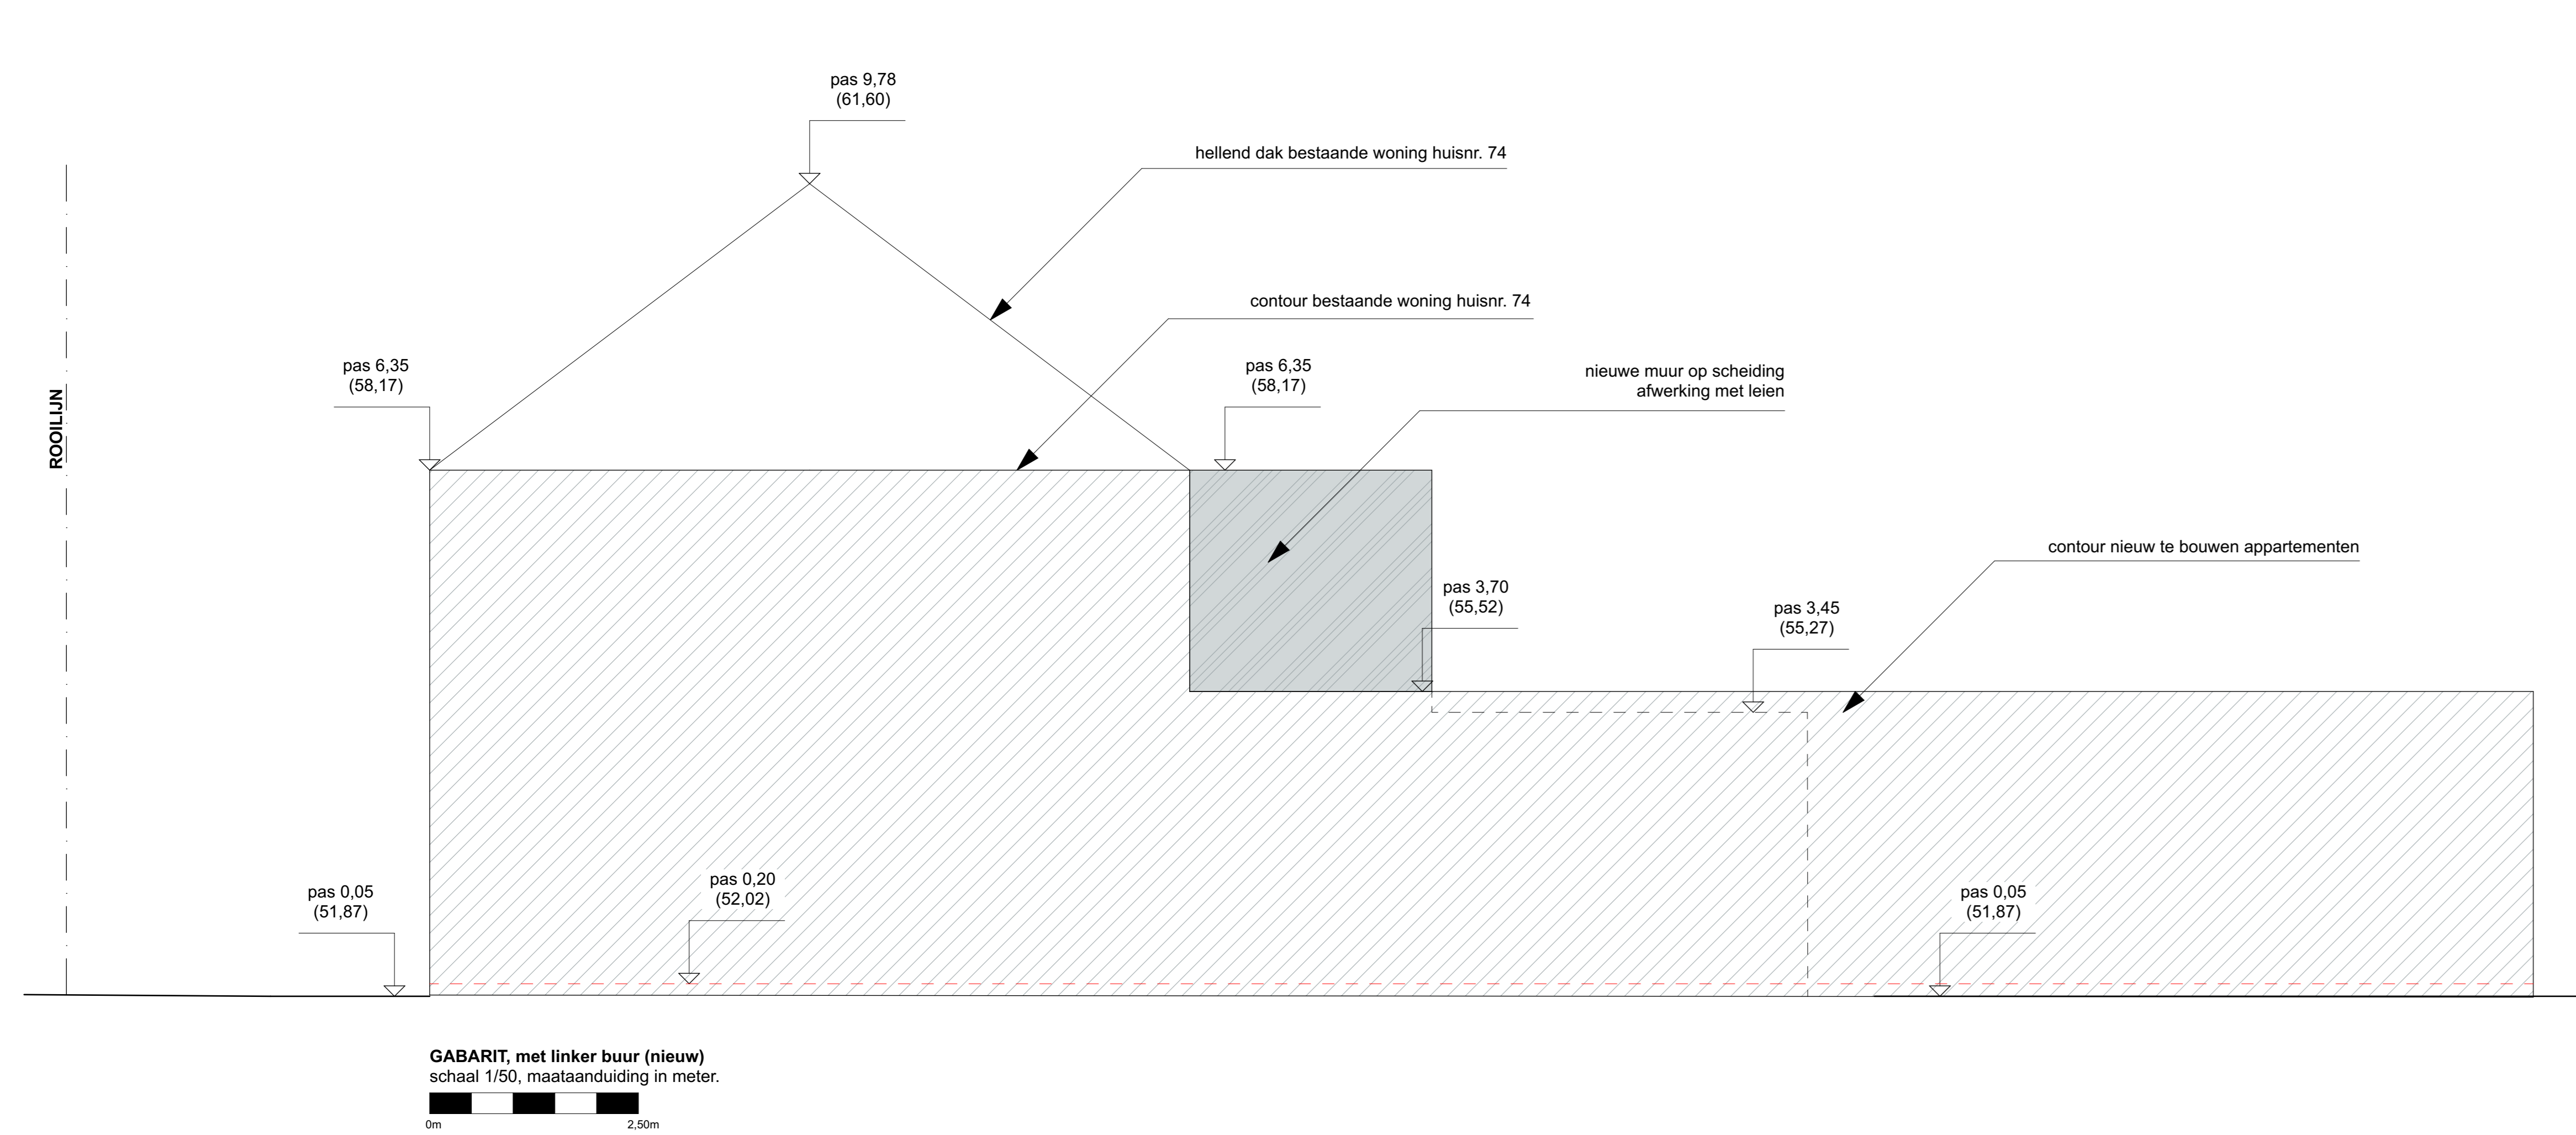 pas 9,78
(61,60)
hellend dak bestaande woning huisnr. 74
contour bestaande woning huisnr. 74
pas 6,35
(58,17)
pas 6,35
(58,17)
nieuwe muur op scheiding
afwerking met leien
ROOILIJN
contour nieuw te bouwen appartementen
pas 3,70
(55,52)
pas 3,45
(55,27)
pas 0,20
(52,02)
pas 0,05
(51,87)
pas 0,05
(51,87)
GABARIT, met linker buur (nieuw)
schaal 1/50, maataanduiding in meter.
0m
2,50m